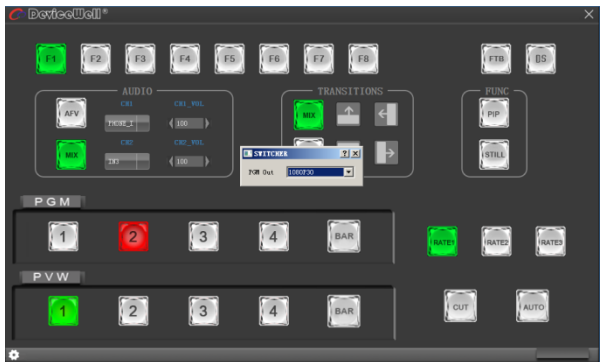 DeviceWell®
F1 F2 F3 F4 F5 F6 F7 F8 FTB DS
AUDIO TRANSITIONS FUNC
AFV CH1 CH1_VOL MIX PIP
PHONE_I 100
MIX CH2 CH2_VOL STILL
IN3 100
SWITCHER
PGM Out 1080P30
PGM
1 2 3 4 BAR
RATE1 RATE2 RATE3
PVW
1 2 3 4 BAR
CUT AUTO